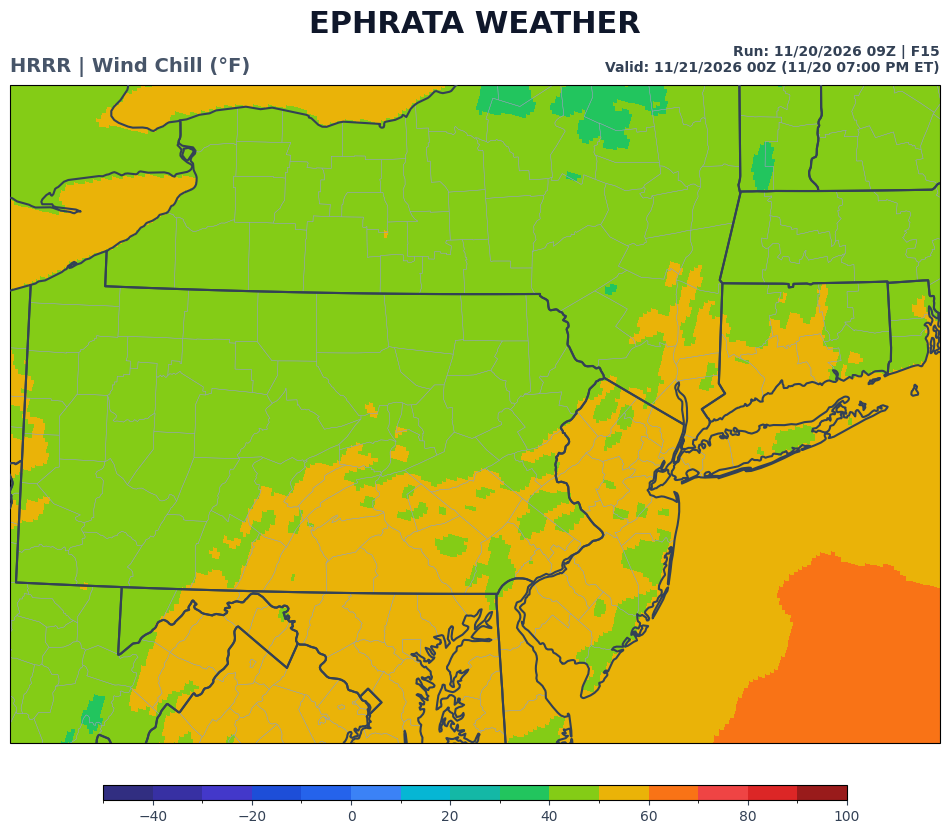 EPHRATA WEATHER
HRRR | Wind Chill (°F)
Run: 11/20/2026 09Z | F15
Valid: 11/21/2026 00Z (11/20 07:00 PM ET)
−40 −20 0 20 40 60 80 100